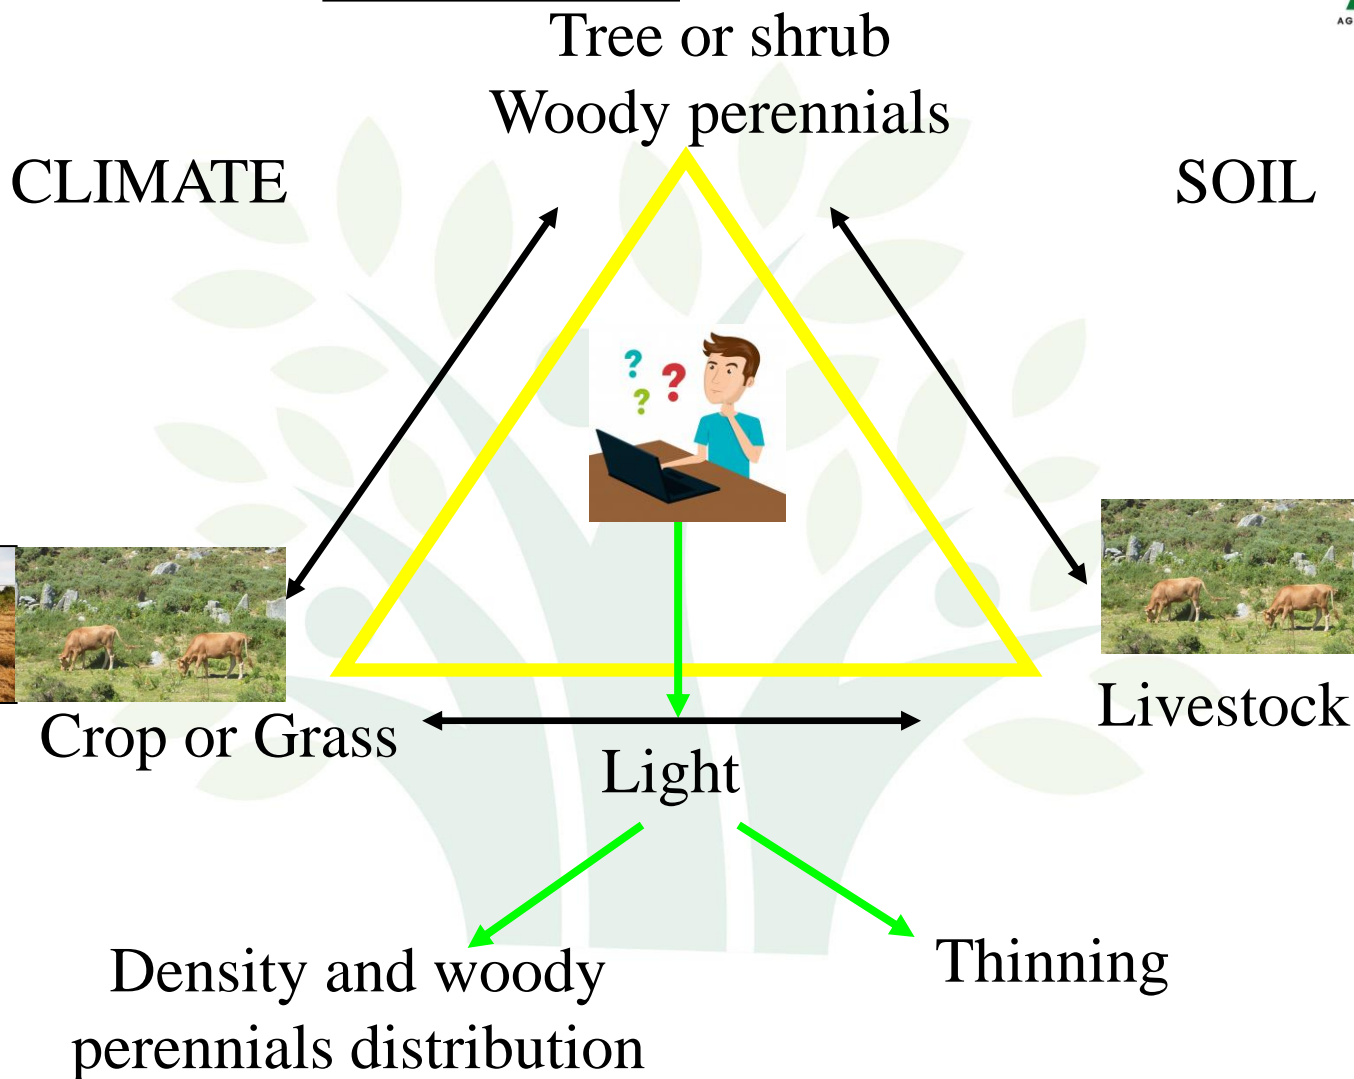 Tree or shrub
Woody perennials
CLIMATE
SOIL
? ? ?
Crop or Grass
Livestock
Light
Density and woody
perennials distribution
Thinning